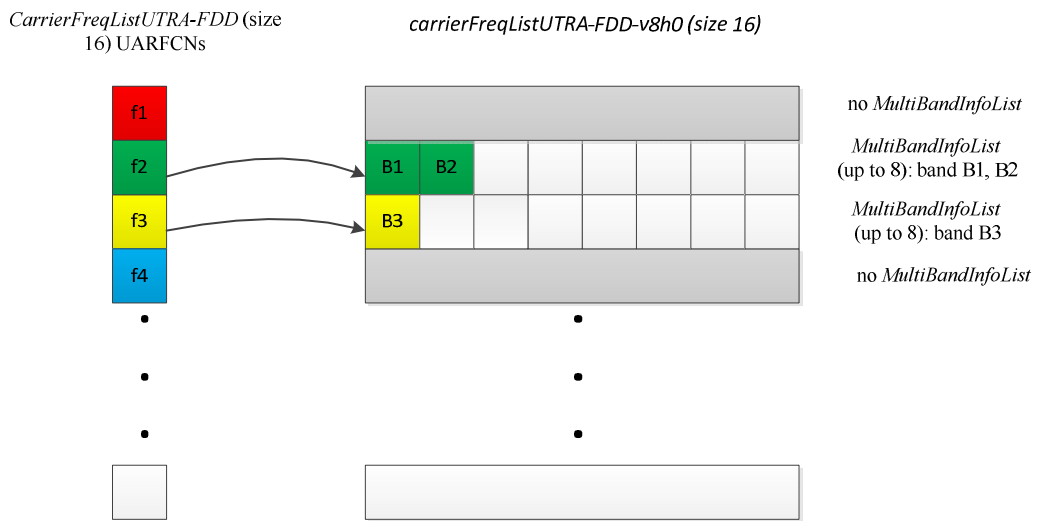 CarrierFreqListUTRA-FDD (size
16) UARFCNs
carrierFreqListUTRA-FDD-v8h0 (size 16)
f1
no MultiBandInfoList
f2
B1 B2
MultiBandInfoList
(up to 8): band B1, B2
f3
B3
MultiBandInfoList
(up to 8): band B3
f4
no MultiBandInfoList